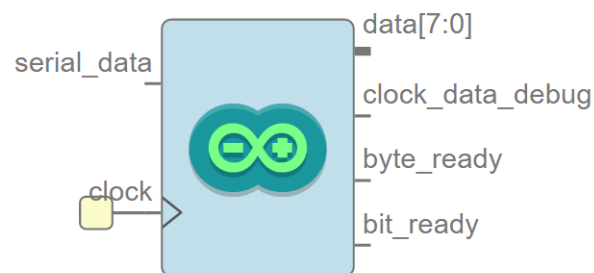 data[7:0]
serial_data
clock_data_debug
byte_ready
clock
bit_ready